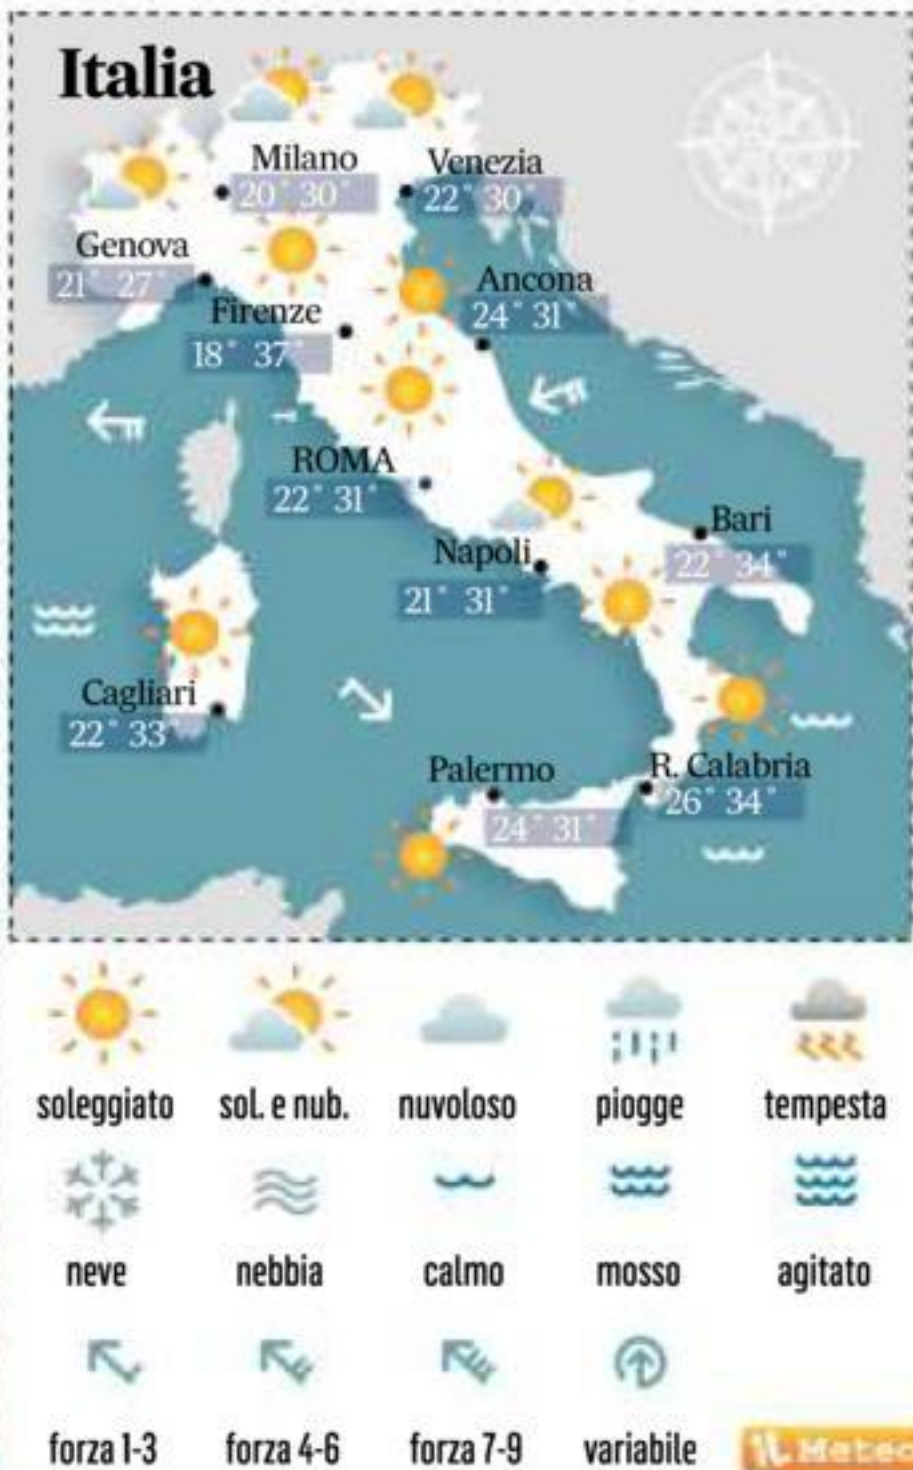 Italia
Milano
20° 30°
Venezia
22° 30°
Genova
21° 27°
Ancona
24° 31°
Firenze
18° 37°
ROMA
22° 31°
Bari
22° 34°
Napoli
21° 31°
Cagliari
22° 33°
Palermo
24° 31°
R. Calabria
26° 34°
soleggiato sol. e nub. nuvoloso piogge tempesta
neve nebbia calmo mosso agitato
forza 1-3 forza 4-6 forza 7-9 variabile
iL Meteo